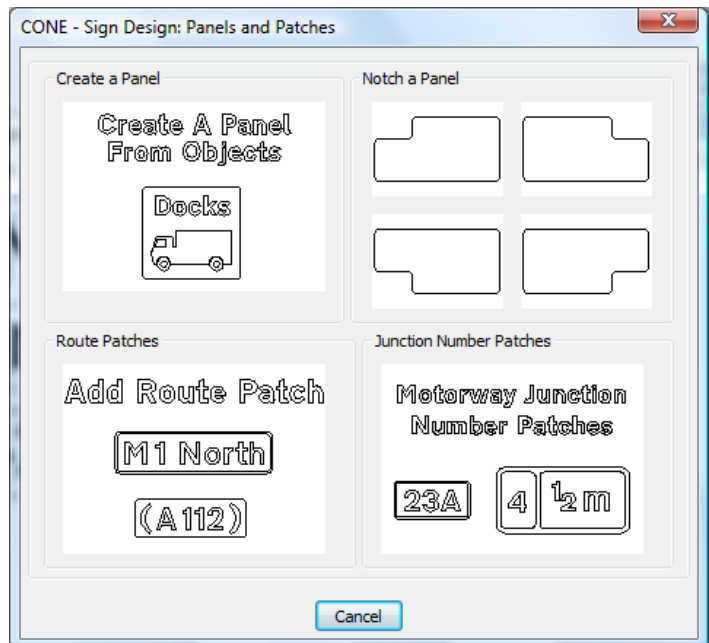 CONE - Sign Design: Panels and Patches
Create a Panel
Create A Panel
From Objects
Docks
Notch a Panel
Route Patches
Add Route Patch
M1 North
(A112)
Junction Number Patches
Motorway Junction
Number Patches
23A
4 ½m
Cancel